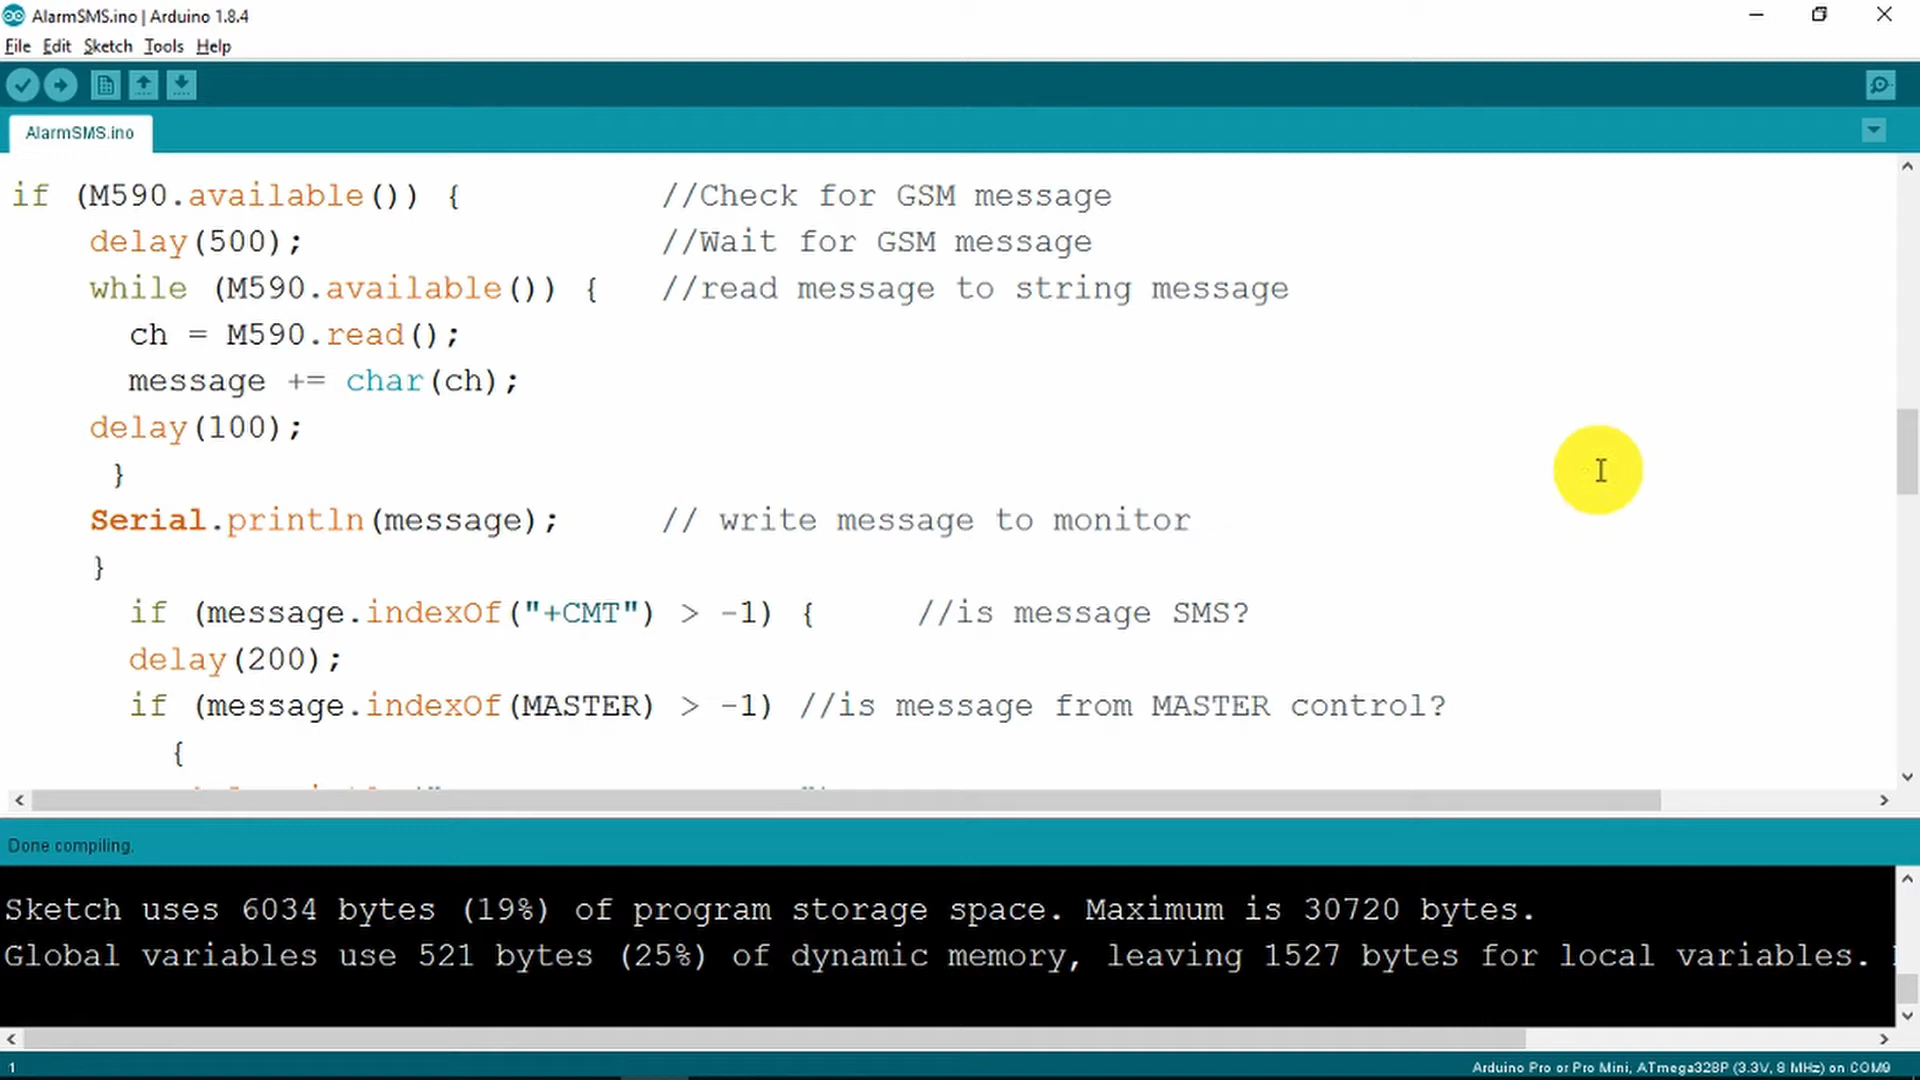 AlarmSMS.ino | Arduino 1.8.4
File Edit Sketch Tools Help
AlarmSMS.ino
if (M590.available()) { //Check for GSM message
delay(500); //Wait for GSM message
while (M590.available()) { //read message to string message
ch = M590.read();
message += char(ch);
delay(100);
}
Serial.println(message); // write message to monitor
}
if (message.indexOf("+CMT") > -1) { //is message SMS?
delay(200);
if (message.indexOf(MASTER) > -1) //is message from MASTER control?
{
Done compiling.
Sketch uses 6034 bytes (19%) of program storage space. Maximum is 30720 bytes.
Global variables use 521 bytes (25%) of dynamic memory, leaving 1527 bytes for local variables.
1
Arduino Pro or Pro Mini, ATmega328P (3.3V, 8 MHz) on COM9